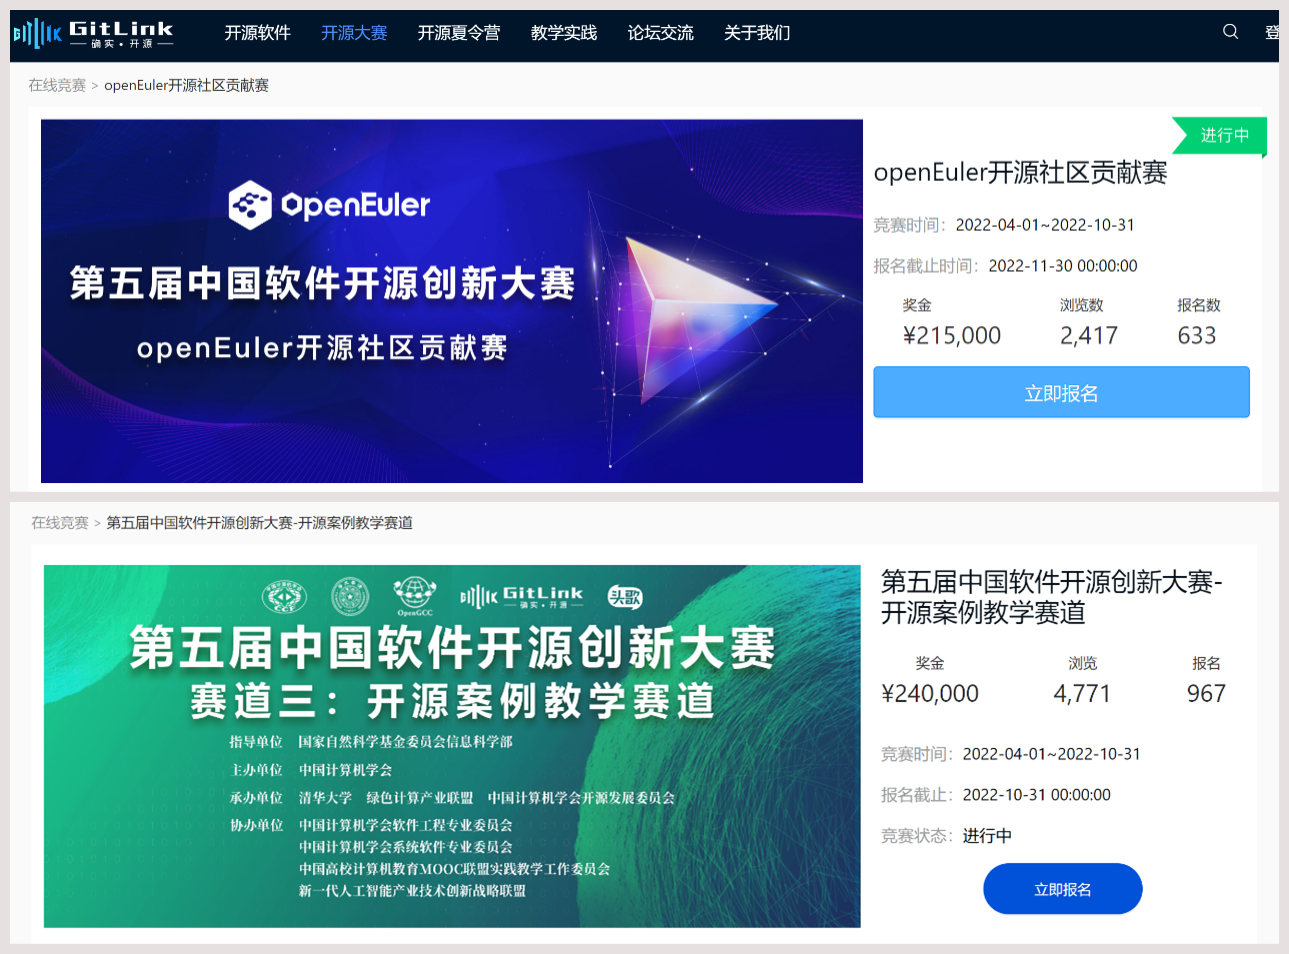 GitLink
确实·开源
开源软件 开源大赛 开源夏令营 教学实践 论坛交流 关于我们 登
在线竞赛 > openEuler开源社区贡献赛
进行中
OpenEuler
第五届中国软件开源创新大赛
openEuler开源社区贡献赛
openEuler开源社区贡献赛
竞赛时间：2022-04-01~2022-10-31
报名截止时间：2022-11-30 00:00:00
奖金 浏览数 报名数
¥215,000 2,417 633
立即报名
在线竞赛 > 第五届中国软件开源创新大赛-开源案例教学赛道
CCF OpenGCC GitLink 头歌
确实·开源
第五届中国软件开源创新大赛
赛道三：开源案例教学赛道
指导单位 国家自然科学基金委员会信息科学部
主办单位 中国计算机学会
承办单位 清华大学 绿色计算产业联盟 中国计算机学会开源发展委员会
协办单位 中国计算机学会软件工程专业委员会
中国计算机学会系统软件专业委员会
中国高校计算机教育MOOC联盟实践教学工作委员会
新一代人工智能产业技术创新战略联盟
第五届中国软件开源创新大赛-
开源案例教学赛道
奖金 浏览 报名
¥240,000 4,771 967
竞赛时间：2022-04-01~2022-10-31
报名截止：2022-10-31 00:00:00
竞赛状态：进行中
立即报名